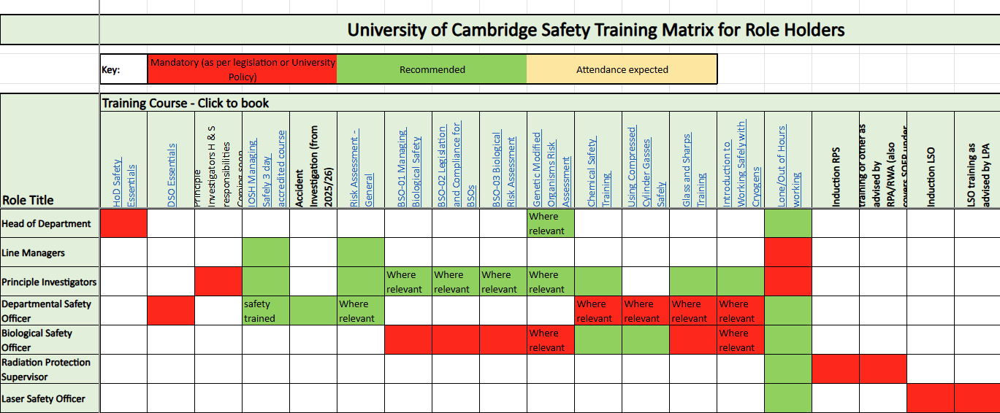 University of Cambridge Safety Training Matrix for Role Holders
Key:
Mandatory (as per legislation or University
Policy)
Recommended
Attendance expected
Training Course - Click to book
Role Title
HoD Safety
Essentials
DSO Essentials
Principle
Investigators H & S
responsibilities
Coming soon
IOSH Managing
Safely 3 day
accredited course
Accident
Investigation (from
2025/26)
Risk Assessment -
General
BSO-01 Managing
Biological Safety
BSO-02 Legislation
and Compliance for
BSOs
BSO-03 Biological
Risk Assessment
Genetic Modified
Organisms Risk
Assessment
Chemical Safety
Training
Using Compressed
Cylinder Gasses
Safely
Glass and Sharps
Training
Introduction to
Working Safely with
Cryogens
Lone/Out of Hours
working
Induction RPS
training or other as
advised by
RPA/RWA (also
covers SOEP under
Induction LSO
LSO training as
advised by LPA
Head of Department
Where
relevant
Line Managers
Principle Investigators
Where
relevant
Where
relevant
Where
relevant
Where
relevant
Departmental Safety
Officer
safety
trained
Where
relevant
Where
relevant
Where
relevant
Where
relevant
Where
relevant
Biological Safety
Officer
Where
relevant
Where
relevant
Radiation Protection
Supervisor
Laser Safety Officer